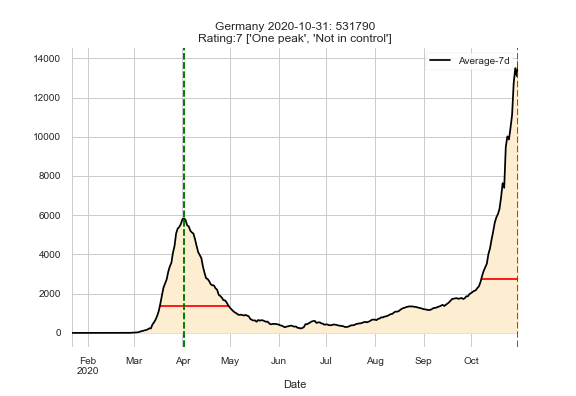 Germany 2020-10-31: 531790
Rating:7 ['One peak', 'Not in control']
Average-7d
14000
12000
10000
8000
6000
4000
2000
0
Feb Mar Apr May Jun Jul Aug Sep Oct
2020
Date